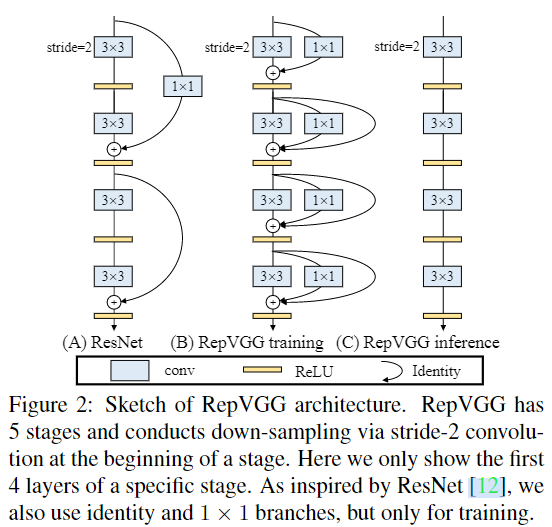 stride=2 3×3 stride=2 3×3 1×1 stride=2 3×3
1×1
3×3 3×3 1×1 3×3
3×3 3×3 1×1 3×3
3×3 3×3 1×1 3×3
(A) ResNet (B) RepVGG training (C) RepVGG inference
conv ReLU Identity
Figure 2: Sketch of RepVGG architecture. RepVGG has
5 stages and conducts down-sampling via stride-2 convolu-
tion at the beginning of a stage. Here we only show the first
4 layers of a specific stage. As inspired by ResNet [12], we
also use identity and 1 × 1 branches, but only for training.